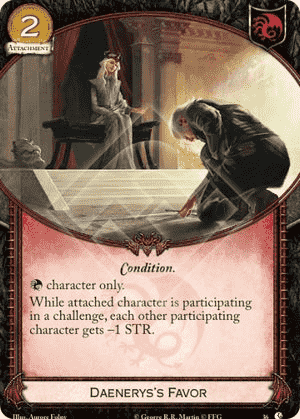 2
Attachment
Condition.
character only.
While attached character is participating
in a challenge, each other participating
character gets –1 STR.
Daenerys's Favor
Illus. Aurore Folny
© George R.R. Martin © FFG